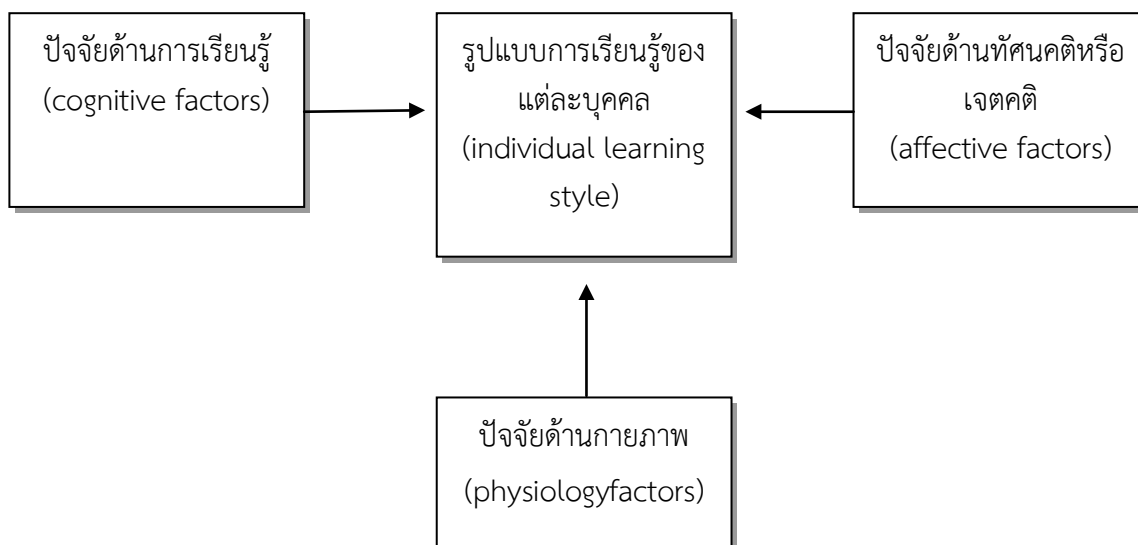 ปัจจัยด้านการเรียนรู้
(cognitive factors)
รูปแบบการเรียนรู้ของ
แต่ละบุคคล
(individual learning
style)
ปัจจัยด้านทัศนคติหรือ
เจตคติ
(affective factors)
ปัจจัยด้านกายภาพ
(physiologyfactors)